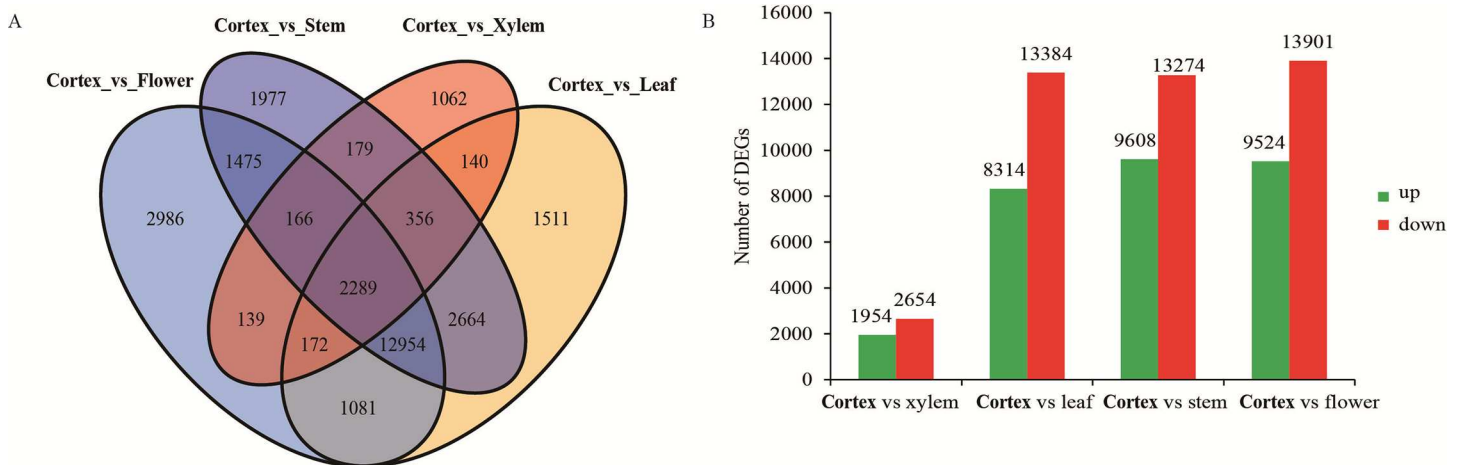 A
Cortex_vs_Stem
Cortex_vs_Xylem
Cortex_vs_Flower
Cortex_vs_Leaf
1977
1062
1475
179
140
2986
166
356
1511
2289
139
2664
172
12954
1081
B
Number of DEGs
16000
14000
12000
10000
8000
6000
4000
2000
0
1954
2654
8314
13384
9608
13274
9524
13901
Cortex vs xylem
Cortex vs leaf
Cortex vs stem
Cortex vs flower
up
down